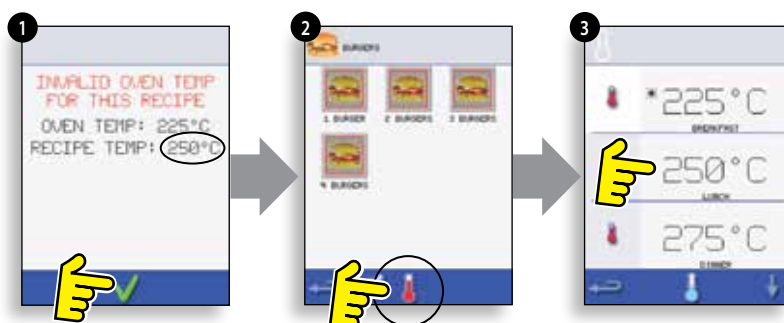 1
INVALID OVEN TEMP
FOR THIS RECIPE
OVEN TEMP: 225°C
RECIPE TEMP: 250°C
2
BURGERS
1 BURGER 2 BURGERS 3 BURGERS
4 BURGERS
3
*225°C
BREAKFAST
250°C
LUNCH
275°C
DINNER